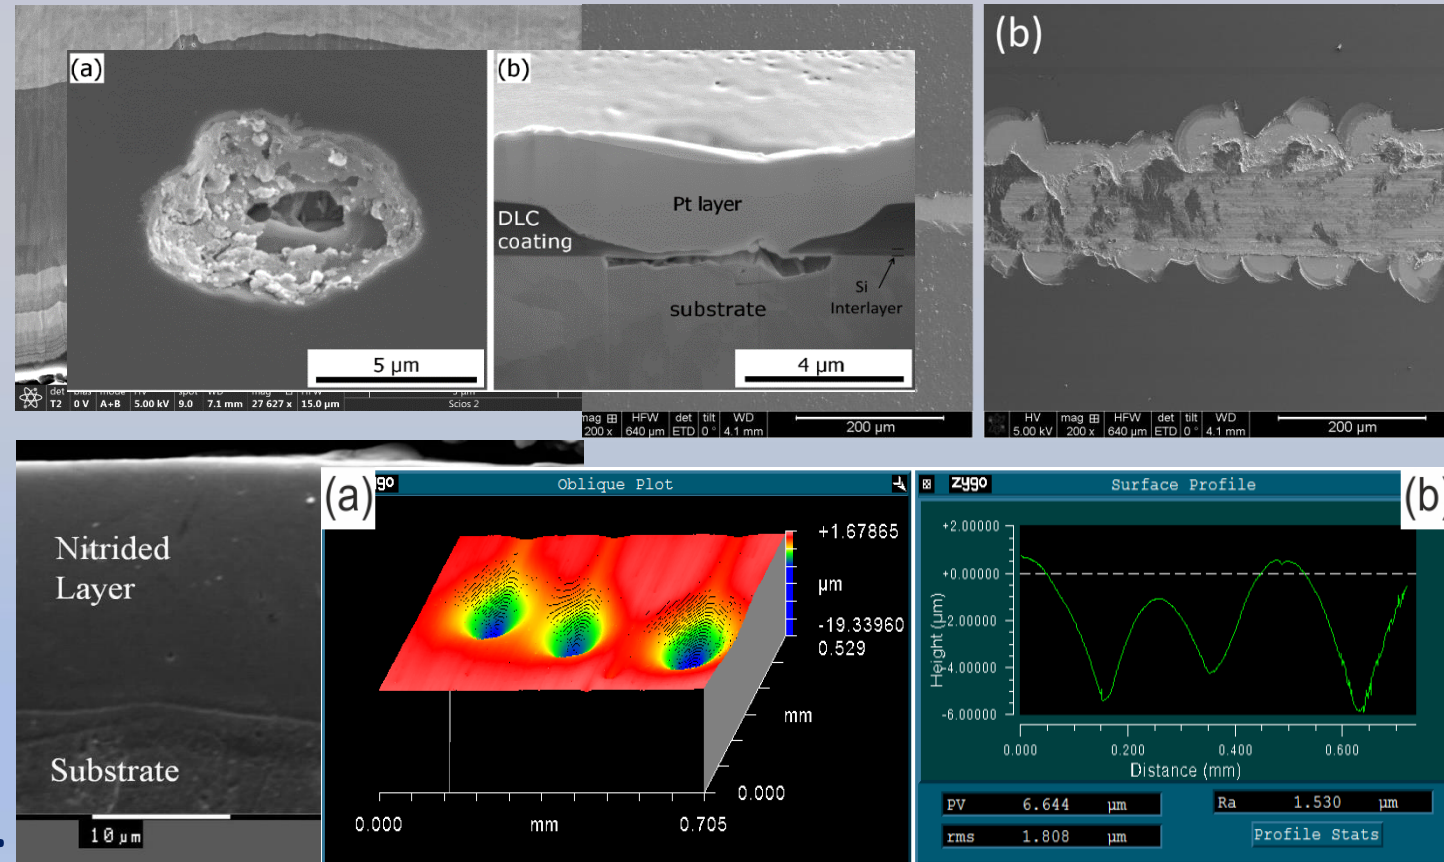 (a)
(b)
DLC
coating
Pt layer
Si
Interlayer
substrate
5 µm
4 µm
det
T2 0 V A+B 5.00 kV 9.0 7.1 mm 27 627 x 15.0 µm Scios 2
mag HFW det tilt WD
200 x 640 µm ETD 0 ° 4.1 mm 200 µm
(b)
HV mag HFW det tilt WD
5.00 kV 200 x 640 µm ETD 0 ° 4.1 mm 200 µm
Nitrided
Layer
Substrate
10 µm
(a)
Oblique Plot
+1.67865
µm
-19.33960
0.529
mm
0.000
0.000 mm 0.705
zygo Surface Profile
(b)
+2.00000
+0.00000
-2.00000
-4.00000
-6.00000
Height (µm)
0.000 0.200 0.400 0.600
Distance (mm)
PV 6.644 µm
rms 1.808 µm
Ra 1.530 µm
Profile Stats